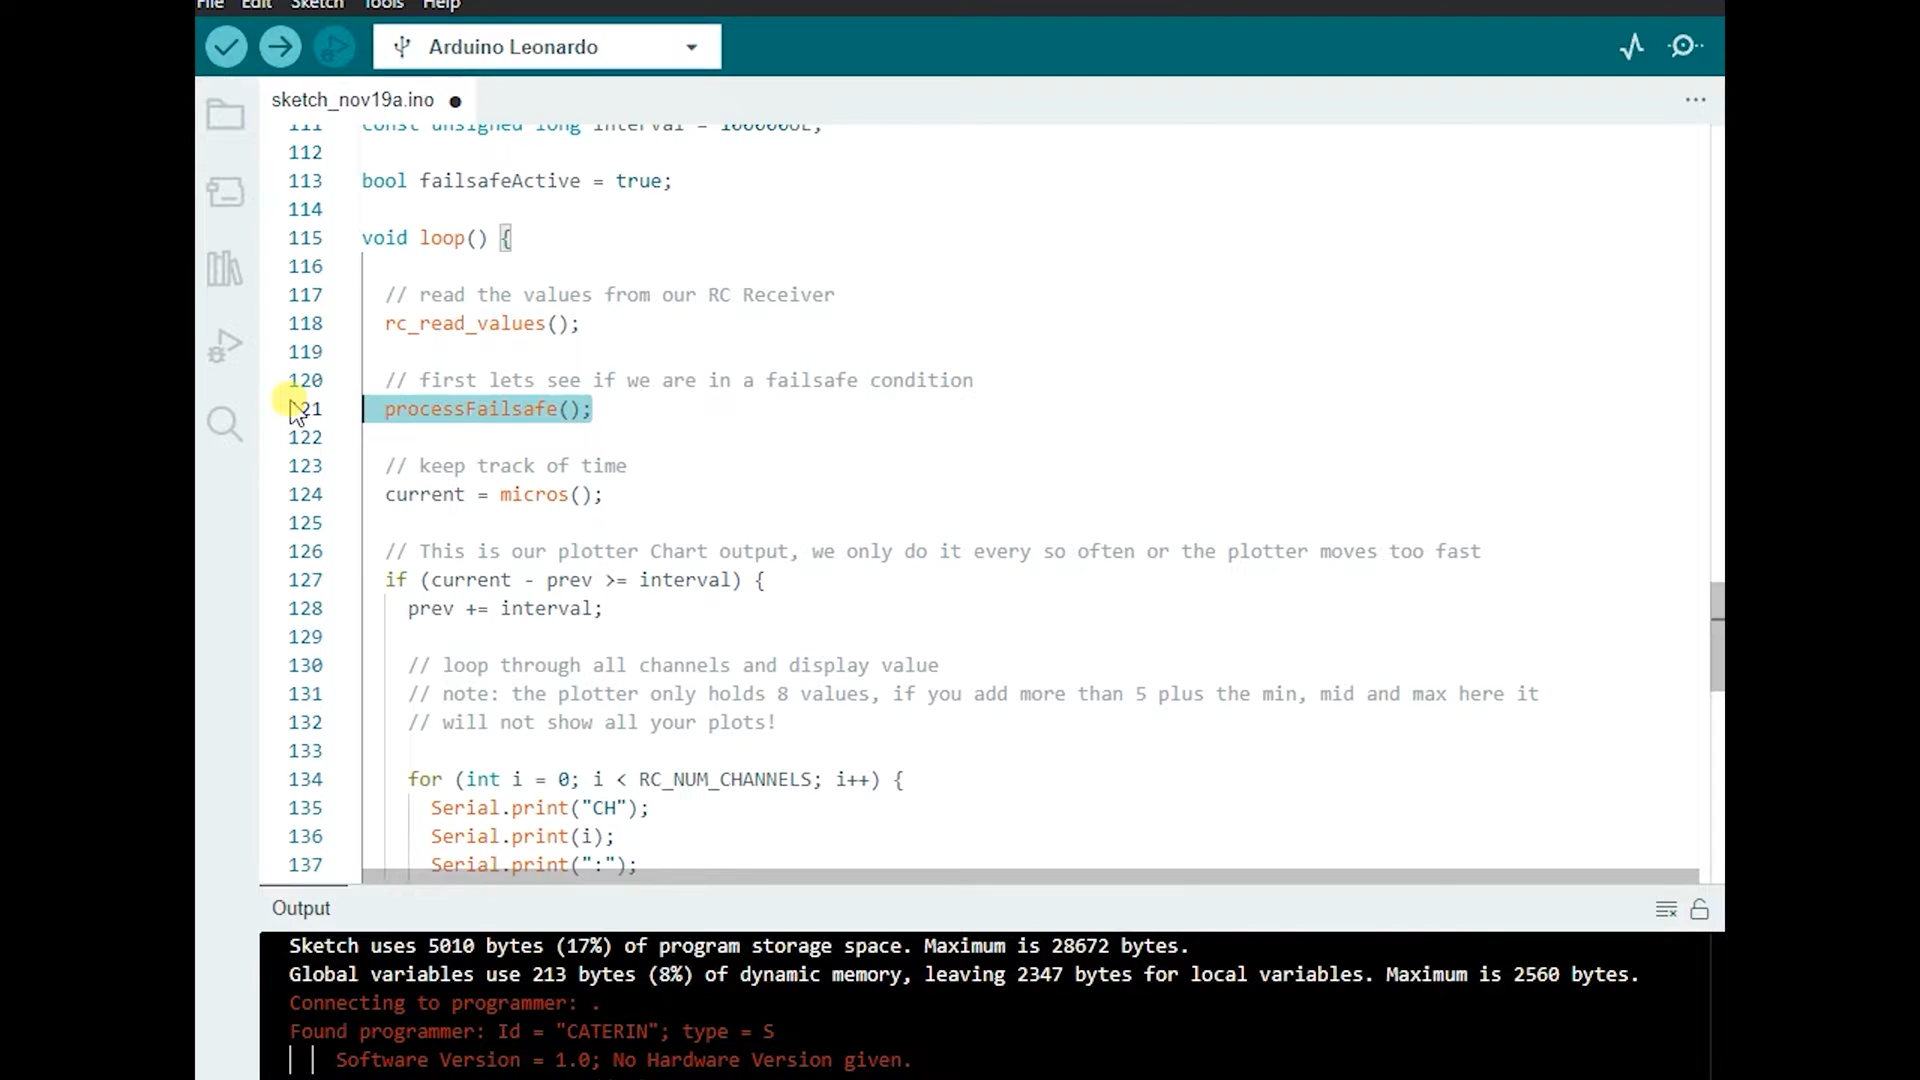 File Edit Sketch Tools Help
Arduino Leonardo
sketch_nov19a.ino
111 const unsigned long interval = 1000000L;
112
113 bool failsafeActive = true;
114
115 void loop() {
116
117 // read the values from our RC Receiver
118 rc_read_values();
119
120 // first lets see if we are in a failsafe condition
121 processFailsafe();
122
123 // keep track of time
124 current = micros();
125
126 // This is our plotter Chart output, we only do it every so often or the plotter moves too fast
127 if (current - prev >= interval) {
128 prev += interval;
129
130 // loop through all channels and display value
131 // note: the plotter only holds 8 values, if you add more than 5 plus the min, mid and max here it
132 // will not show all your plots!
133
134 for (int i = 0; i < RC_NUM_CHANNELS; i++) {
135 Serial.print("CH");
136 Serial.print(i);
137 Serial.print(":");
Output
Sketch uses 5010 bytes (17%) of program storage space. Maximum is 28672 bytes.
Global variables use 213 bytes (8%) of dynamic memory, leaving 2347 bytes for local variables. Maximum is 2560 bytes.
Connecting to programmer: .
Found programmer: Id = "CATERIN"; type = S
Software Version = 1.0; No Hardware Version given.